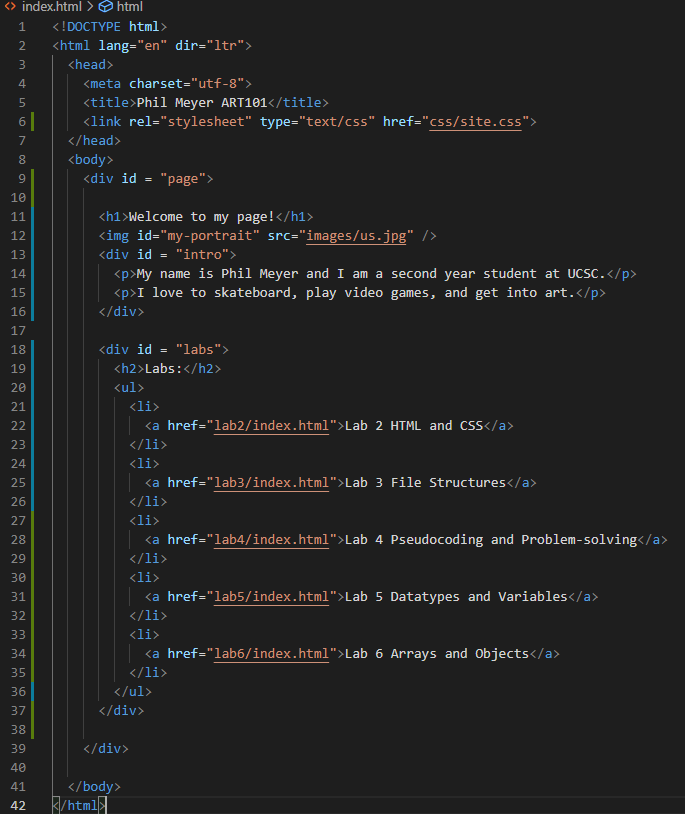 index.html > html
1 <!DOCTYPE html>
2 <html lang="en" dir="ltr">
3 <head>
4 <meta charset="utf-8">
5 <title>Phil Meyer ART101</title>
6 <link rel="stylesheet" type="text/css" href="css/site.css">
7 </head>
8 <body>
9 <div id = "page">
10
11 <h1>Welcome to my page!</h1>
12 <img id="my-portrait" src="images/us.jpg" />
13 <div id = "intro">
14 <p>My name is Phil Meyer and I am a second year student at UCSC.</p>
15 <p>I love to skateboard, play video games, and get into art.</p>
16 </div>
17
18 <div id = "labs">
19 <h2>Labs:</h2>
20 <ul>
21 <li>
22 <a href="lab2/index.html">Lab 2 HTML and CSS</a>
23 </li>
24 <li>
25 <a href="lab3/index.html">Lab 3 File Structures</a>
26 </li>
27 <li>
28 <a href="lab4/index.html">Lab 4 Pseudocoding and Problem-solving</a>
29 </li>
30 <li>
31 <a href="lab5/index.html">Lab 5 Datatypes and Variables</a>
32 </li>
33 <li>
34 <a href="lab6/index.html">Lab 6 Arrays and Objects</a>
35 </li>
36 </ul>
37 </div>
38
39 </div>
40
41 </body>
42 </html>